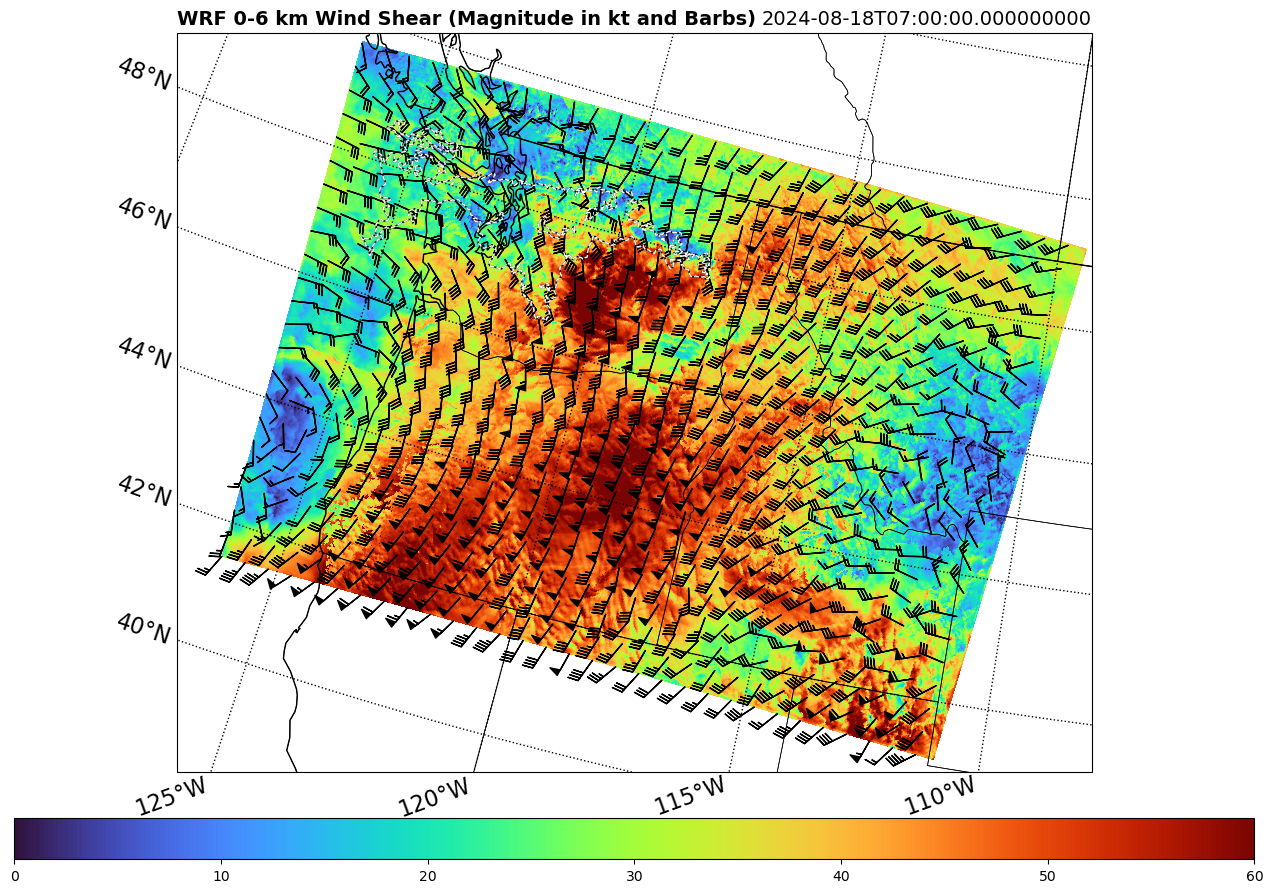 WRF 0-6 km Wind Shear (Magnitude in kt and Barbs) 2024-08-18T07:00:00.000000000
48°N
46°N
44°N
42°N
40°N
125°W 120°W 115°W 110°W
0 10 20 30 40 50 60